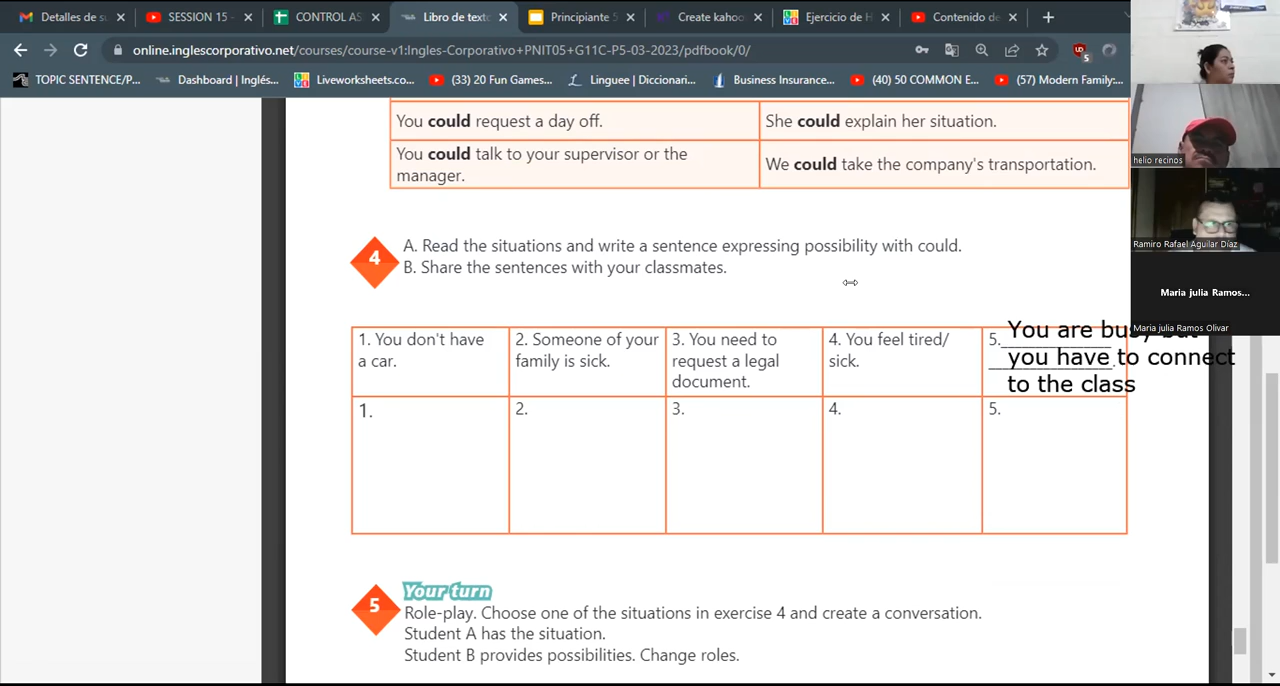 Detalles de su
SESSION 15 -
CONTROL AS
Libro de texto
Principiante 5
Create kahoo
Ejercicio de H
Contenido de
online.inglescorporativo.net/courses/course-v1:Ingles-Corporativo+PNIT05+G11C-P5-03-2023/pdfbook/0/
TOPIC SENTENCE/P...
Dashboard | Inglés...
Liveworksheets.co...
(33) 20 Fun Games...
Linguee | Diccionari...
Business Insurance...
(40) 50 COMMON E...
(57) Modern Family:...
You could request a day off.
She could explain her situation.
You could talk to your supervisor or the
manager.
We could take the company's transportation.
4
A. Read the situations and write a sentence expressing possibility with could.
B. Share the sentences with your classmates.
1. You don't have
a car.
2. Someone of your
family is sick.
3. You need to
request a legal
document.
4. You feel tired/
sick.
5.
You are busy but
you have to connect
to the class
1.
2.
3.
4.
5.
5
Your turn
Role-play. Choose one of the situations in exercise 4 and create a conversation.
Student A has the situation.
Student B provides possibilities. Change roles.
helio recinos
Ramiro Rafael Aguilar Díaz
Maria julia Ramos...
Maria julia Ramos Olivar